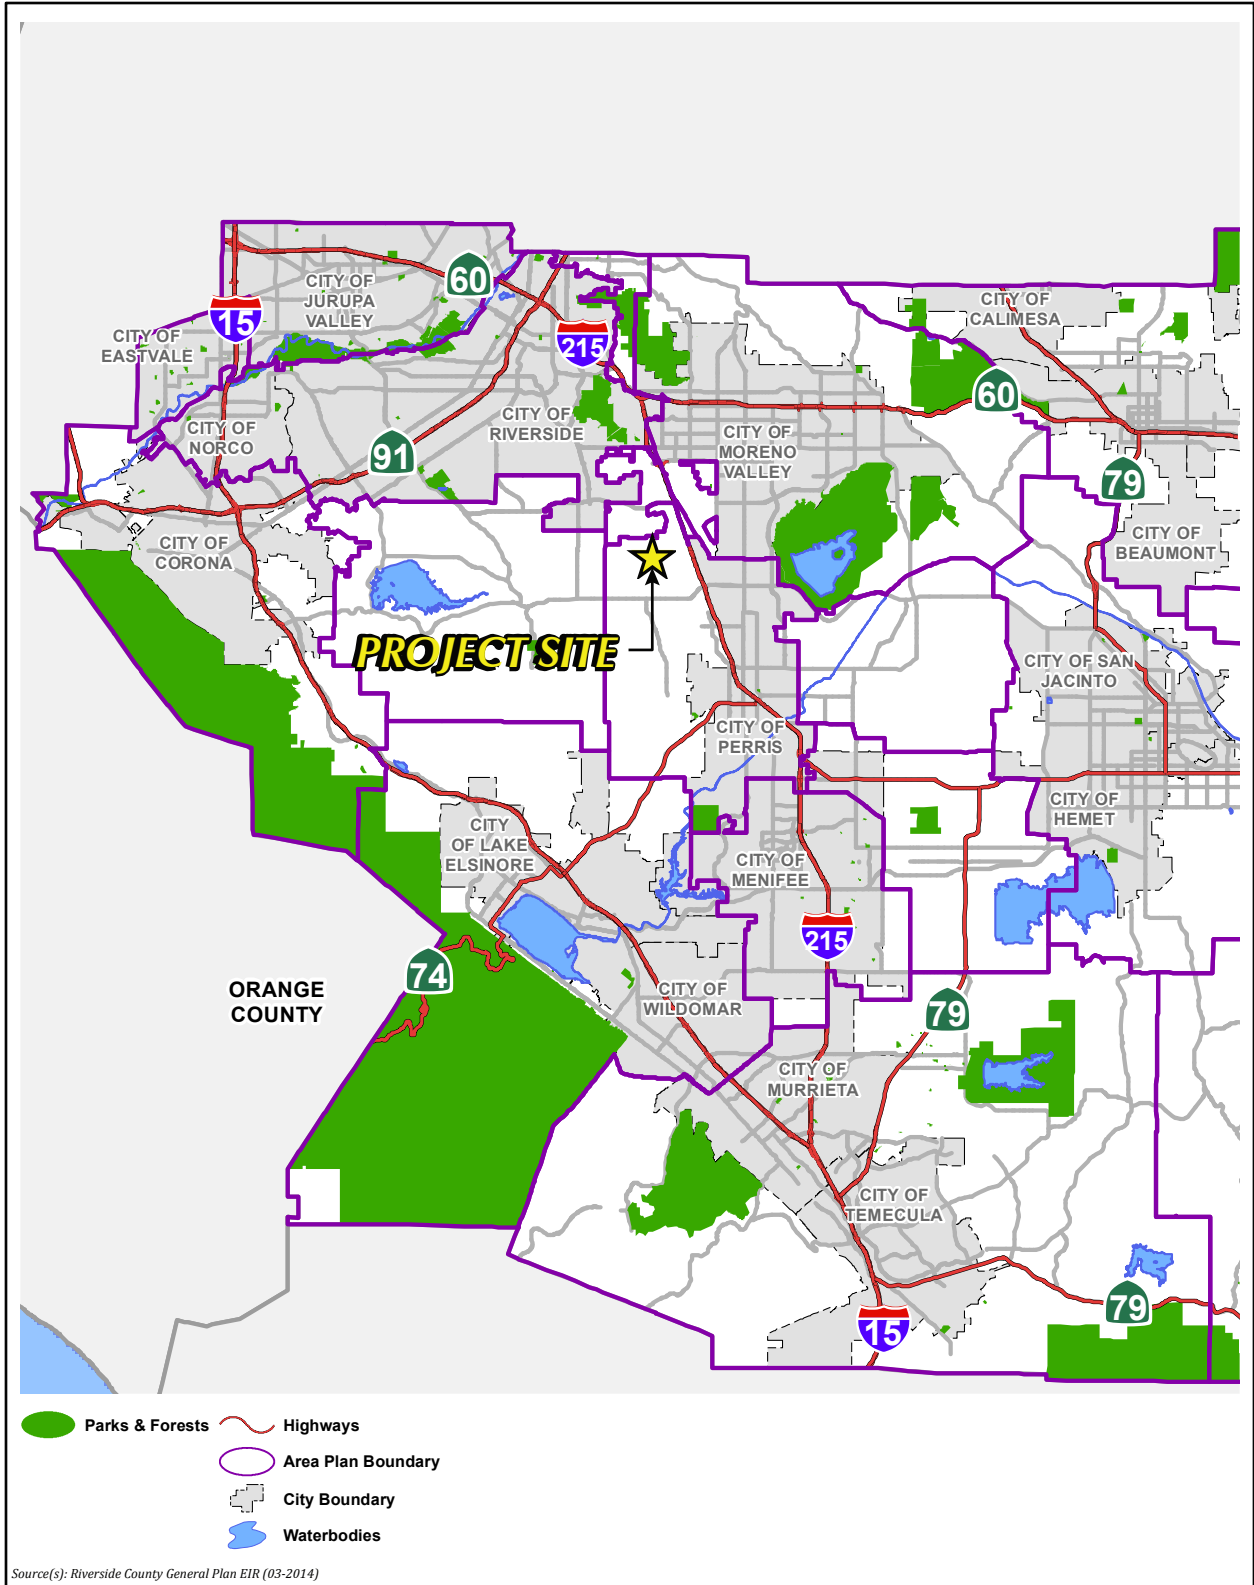 60
CITY OF
JURUPA
VALLEY
15
CITY OF
EASTVALE
215
CITY OF
CALIMESA
60
CITY OF
RIVERSIDE
CITY OF
NORCO
91
CITY OF
MORENO
VALLEY
79
CITY OF
CORONA
CITY OF
BEAUMONT
PROJECT SITE
CITY OF SAN
JACINTO
CITY OF
PERRIS
CITY OF
HEMET
CITY
OF LAKE
ELSINORE
CITY OF
MENIFEE
215
74
ORANGE
COUNTY
CITY OF
WILDOMAR
79
CITY OF
MURRIETA
CITY OF
TEMECULA
79
15
Parks & Forests
Highways
Area Plan Boundary
City Boundary
Waterbodies
Source(s): Riverside County General Plan EIR (03-2014)